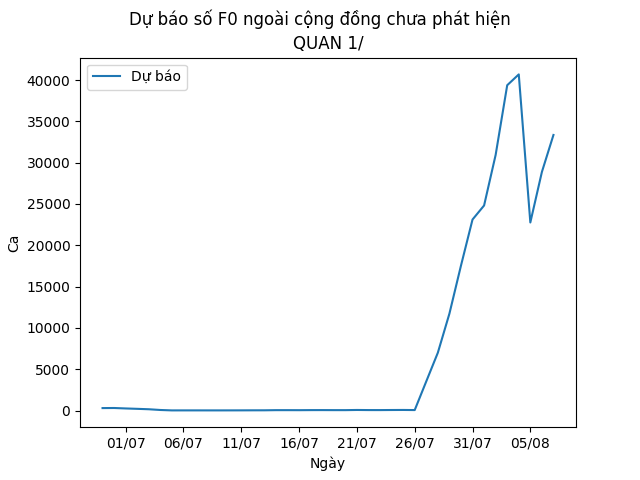 Dự báo số F0 ngoài cộng đồng chưa phát hiện
QUAN 1/
Dự báo
40000
35000
30000
25000
20000
15000
10000
5000
0
Ca
01/07 06/07 11/07 16/07 21/07 26/07 31/07 05/08
Ngày